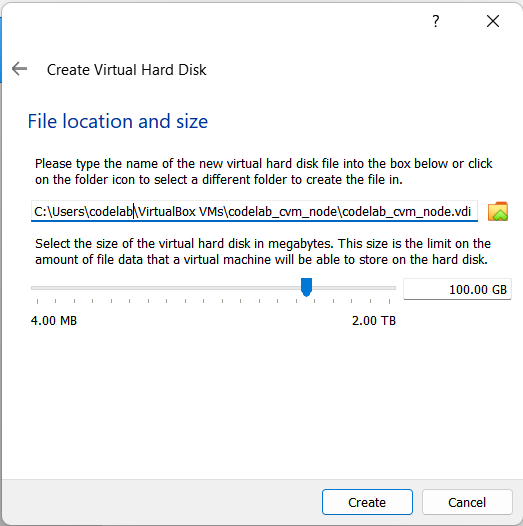 ?
Create Virtual Hard Disk
File location and size
Please type the name of the new virtual hard disk file into the box below or click
on the folder icon to select a different folder to create the file in.
C:\Users\codelab\VirtualBox VMs\codelab_cvm_node\codelab_cvm_node.vdi
Select the size of the virtual hard disk in megabytes. This size is the limit on the
amount of file data that a virtual machine will be able to store on the hard disk.
100.00 GB
4.00 MB 2.00 TB
Create Cancel